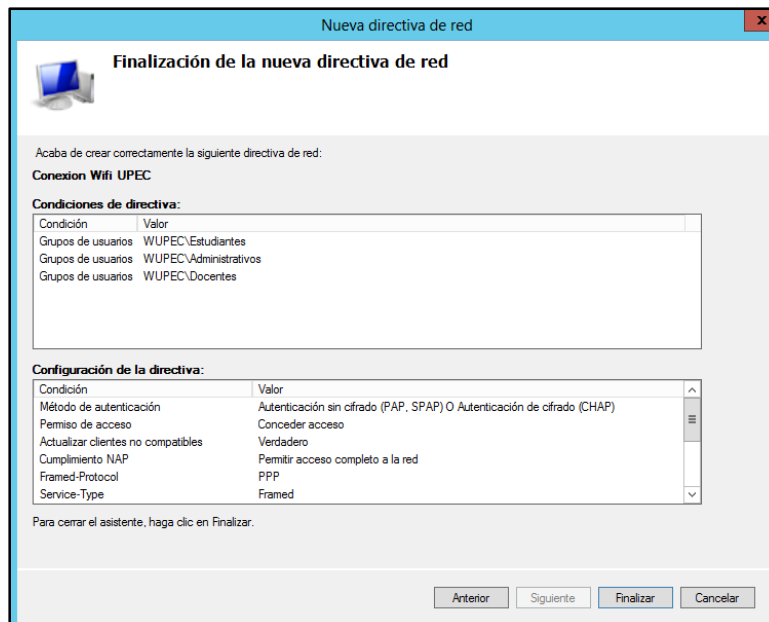 Nueva directiva de red
x
Finalización de la nueva directiva de red
Acaba de crear correctamente la siguiente directiva de red:
Conexion Wifi UPEC
Condiciones de directiva:
Condición Valor
Grupos de usuarios WUPEC\Estudiantes
Grupos de usuarios WUPEC\Administrativos
Grupos de usuarios WUPEC\Docentes
Configuración de la directiva:
Condición Valor
Método de autenticación Autenticación sin cifrado (PAP, SPAP) O Autenticación de cifrado (CHAP)
Permiso de acceso Conceder acceso
Actualizar clientes no compatibles Verdadero
Cumplimiento NAP Permitir acceso completo a la red
Framed-Protocol PPP
Service-Type Framed
Para cerrar el asistente, haga clic en Finalizar.
Anterior Siguiente Finalizar Cancelar